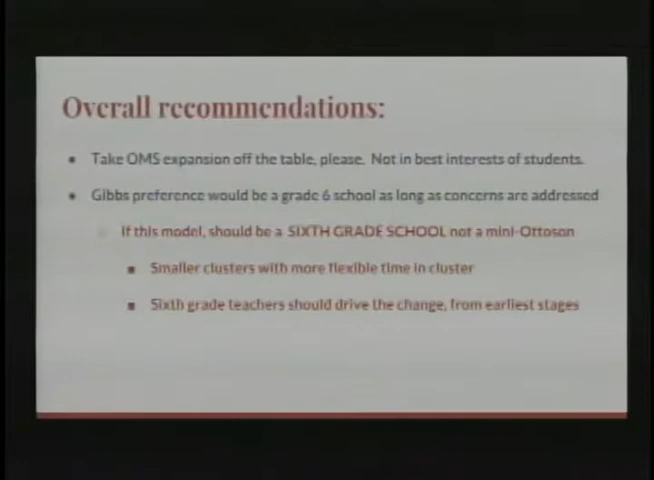 Overall recommendations:
Take OMS expansion off the table, please. Not in best interests of students.
Gibbs preference would be a grade 6 school as long as concerns are addressed
If this model, should be a SIXTH GRADE SCHOOL not a mini-Ottoson
Smaller clusters with more flexible time in cluster
Sixth grade teachers should drive the change, from earliest stages